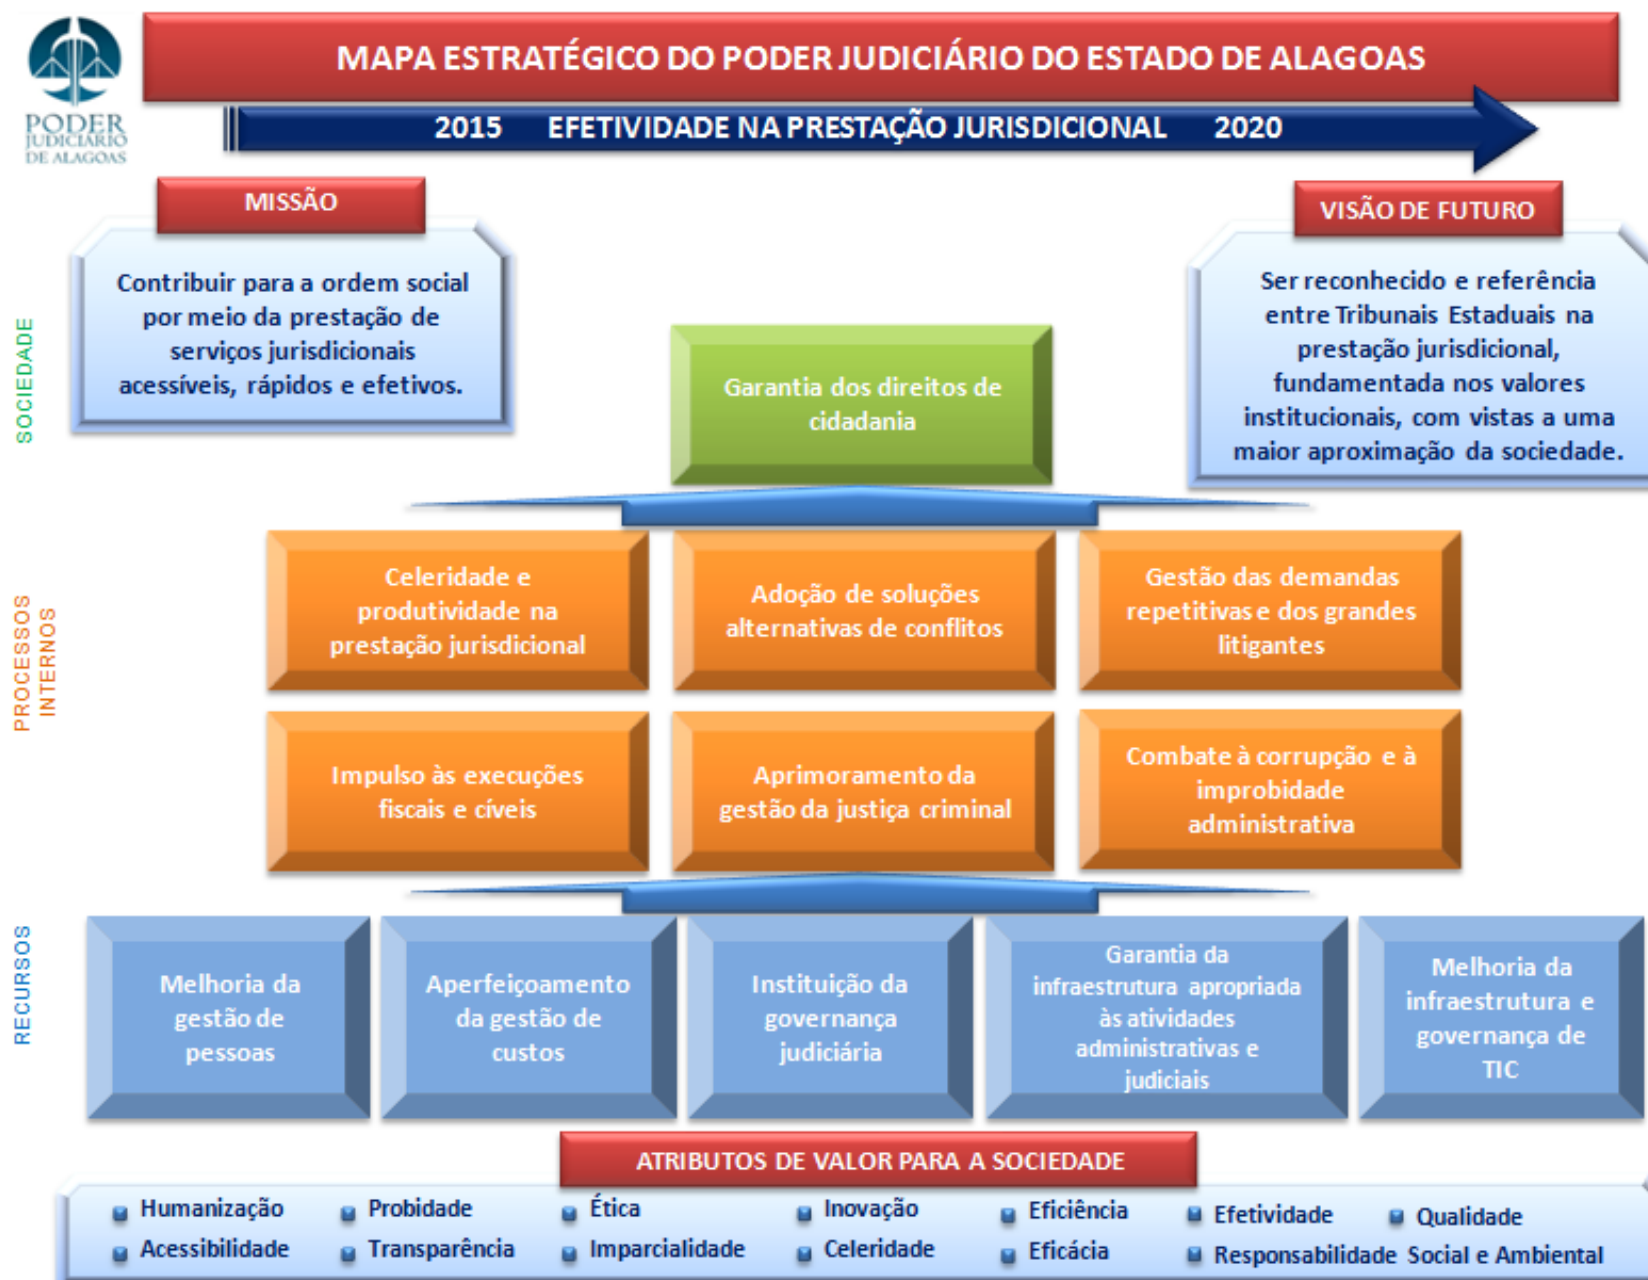 PODER
JUDICIÁRIO
DE ALAGOAS
MAPA ESTRATÉGICO DO PODER JUDICIÁRIO DO ESTADO DE ALAGOAS
2015 EFETIVIDADE NA PRESTAÇÃO JURISDICIONAL 2020
MISSÃO
Contribuir para a ordem social
por meio da prestação de
serviços jurisdicionais
acessíveis, rápidos e efetivos.
VISÃO DE FUTURO
Ser reconhecido e referência
entre Tribunais Estaduais na
prestação jurisdicional,
fundamentada nos valores
institucionais, com vistas a uma
maior aproximação da sociedade.
SOCIEDADE
Garantia dos direitos de
cidadania
PROCESSOS
INTERNOS
Celeridade e
produtividade na
prestação jurisdicional
Adoção de soluções
alternativas de conflitos
Gestão das demandas
repetitivas e dos grandes
litigantes
Impulso às execuções
fiscais e cíveis
Aprimoramento da
gestão da justiça criminal
Combate à corrupção e à
improbidade
administrativa
RECURSOS
Melhoria da
gestão de
pessoas
Aperfeiçoamento
da gestão de
custos
Instituição da
governança
judiciária
Garantia da
infraestrutura apropriada
às atividades
administrativas e
judiciais
Melhoria da
infraestrutura e
governança de
TIC
ATRIBUTOS DE VALOR PARA A SOCIEDADE
Humanização Probidade Ética Inovação Eficiência Efetividade Qualidade
Acessibilidade Transparência Imparcialidade Celeridade Eficácia Responsabilidade Social e Ambiental